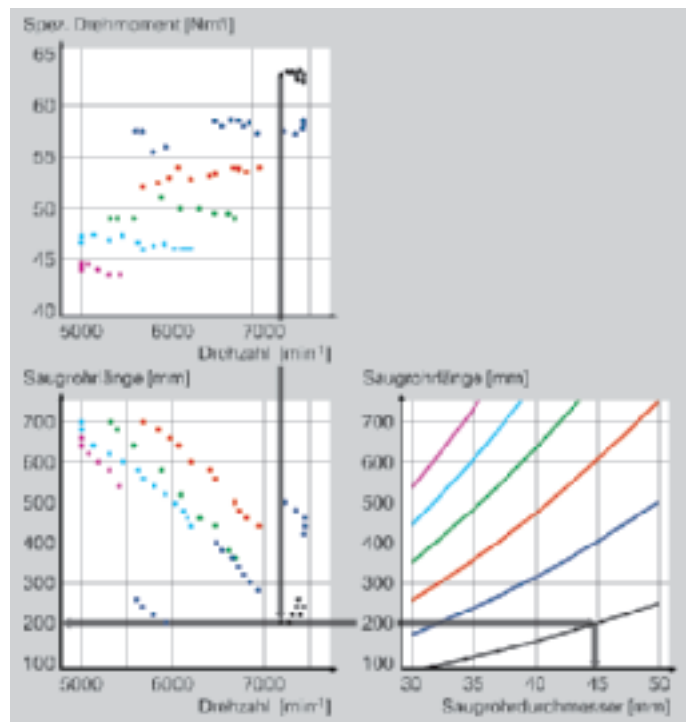 Spez. Drehmoment [Nm/l]
65
60
55
50
45
40
5000 6000 7000
Drehzahl [min-1]
Saugrohrlänge [mm]
700
600
500
400
300
200
100
5000 6000 7000
Drehzahl [min-1]
Saugrohrlänge [mm]
700
600
500
400
300
200
100
30 35 40 45 50
Saugrohrdurchmesser [mm]